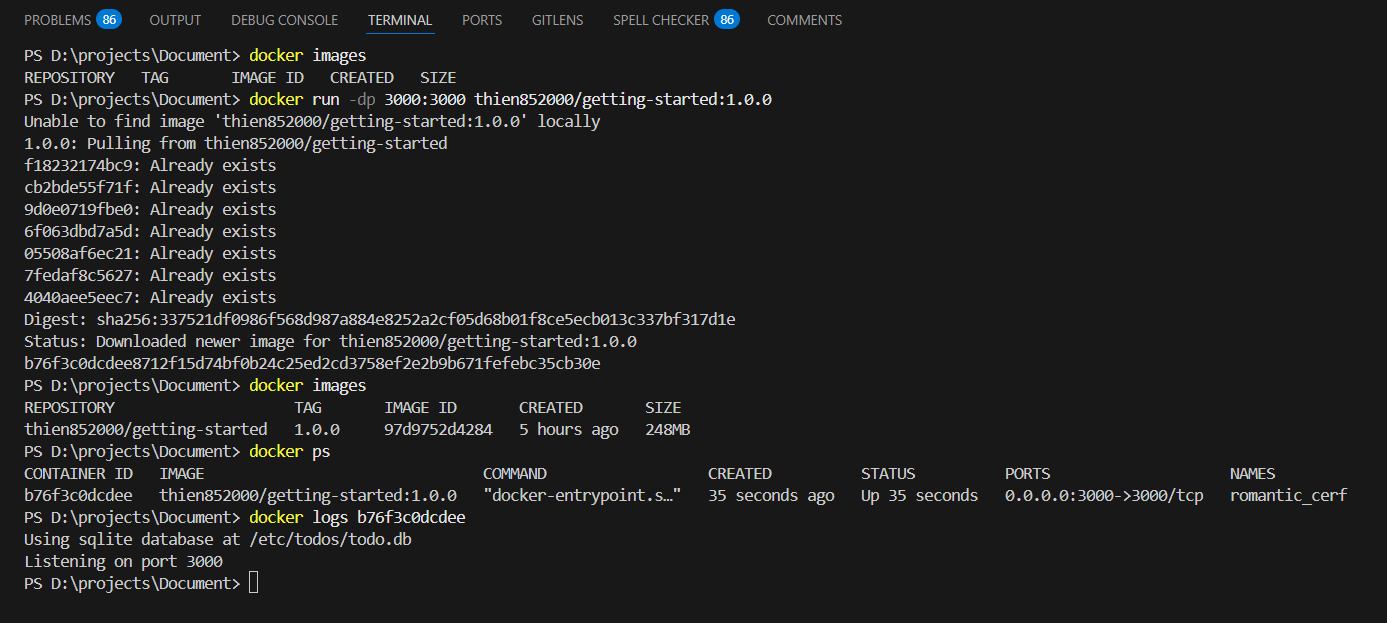 PROBLEMS 86 OUTPUT DEBUG CONSOLE TERMINAL PORTS GITLENS SPELL CHECKER 86 COMMENTS
PS D:\projects\Document> docker images
REPOSITORY   TAG       IMAGE ID   CREATED   SIZE
PS D:\projects\Document> docker run -dp 3000:3000 thien852000/getting-started:1.0.0
Unable to find image 'thien852000/getting-started:1.0.0' locally
1.0.0: Pulling from thien852000/getting-started
f18232174bc9: Already exists
cb2bde55f71f: Already exists
9d0e0719fbe0: Already exists
6f063dbd7a5d: Already exists
05508af6ec21: Already exists
7fedaf8c5627: Already exists
4040aee5eec7: Already exists
Digest: sha256:337521df0986f568d987a884e8252a2cf05d68b01f8ce5ecb013c337bf317d1e
Status: Downloaded newer image for thien852000/getting-started:1.0.0
b76f3c0dcdee8712f15d74bf0b24c25ed2cd3758ef2e2b9b671fefebc35cb30e
PS D:\projects\Document> docker images
REPOSITORY                    TAG       IMAGE ID       CREATED       SIZE
thien852000/getting-started   1.0.0     97d9752d4284   5 hours ago   248MB
PS D:\projects\Document> docker ps
CONTAINER ID   IMAGE                               COMMAND                  CREATED          STATUS          PORTS                    NAMES
b76f3c0dcdee   thien852000/getting-started:1.0.0   "docker-entrypoint.s…"   35 seconds ago   Up 35 seconds   0.0.0.0:3000->3000/tcp   romantic_cerf
PS D:\projects\Document> docker logs b76f3c0dcdee
Using sqlite database at /etc/todos/todo.db
Listening on port 3000
PS D:\projects\Document>